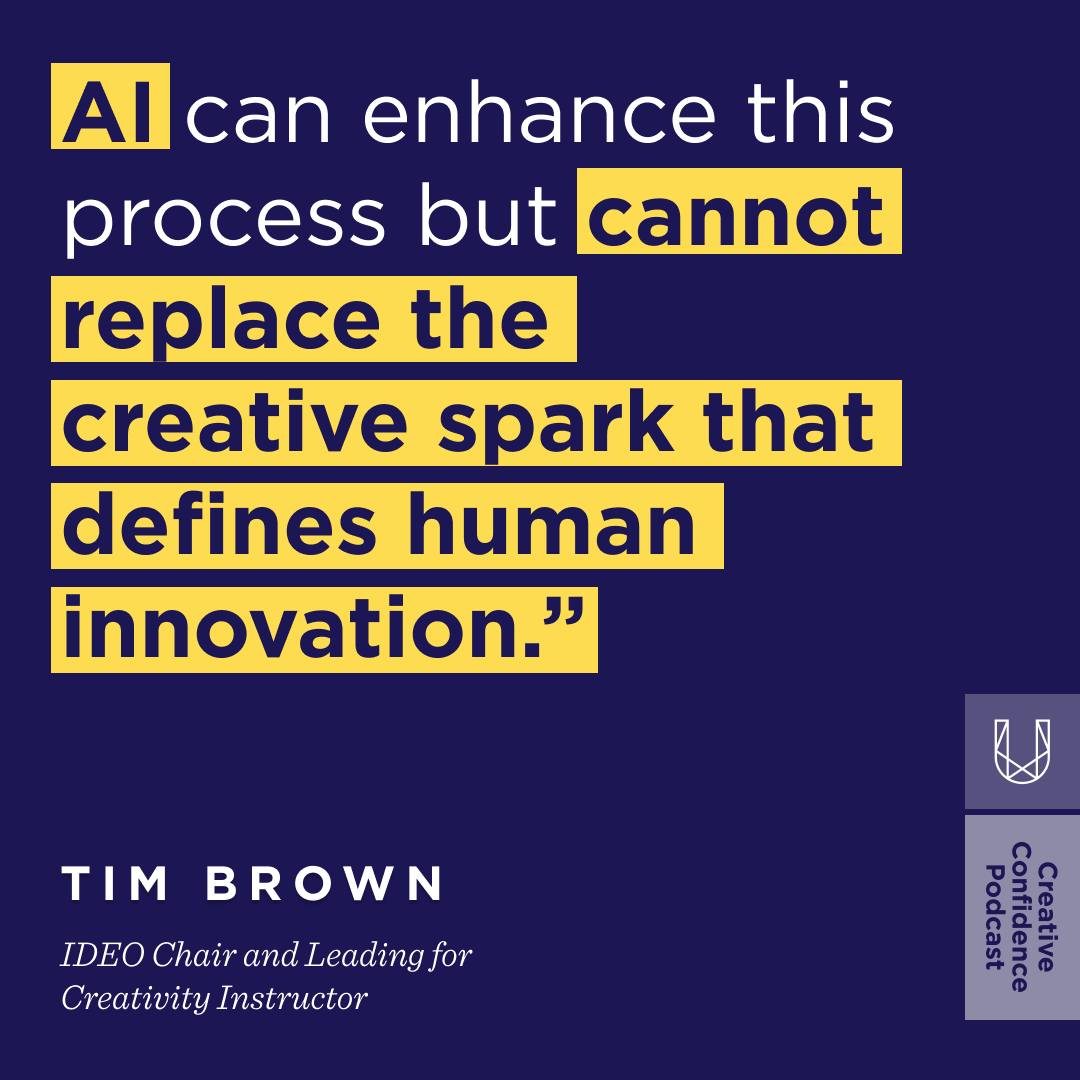 AI can enhance this
process but cannot
replace the
creative spark that
defines human
innovation.”
TIM BROWN
IDEO Chair and Leading for
Creativity Instructor
U
Creative
Confidence
Podcast